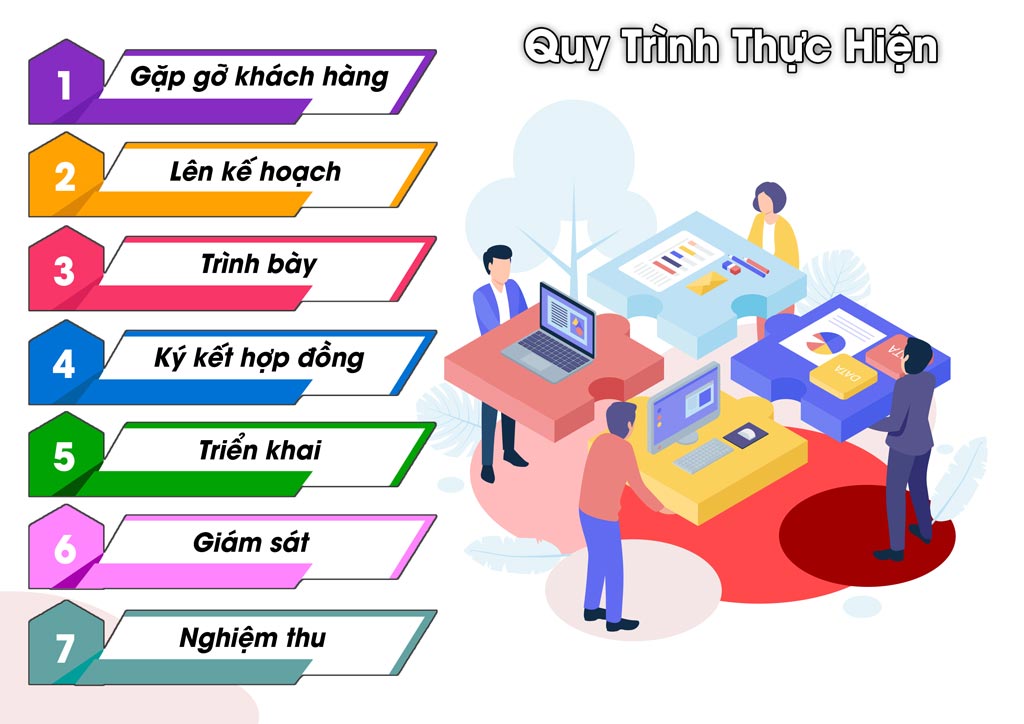 Quy Trình Thực Hiện
1
Gặp gỡ khách hàng
2
Lên kế hoạch
3
Trình bày
4
Ký kết hợp đồng
5
Triển khai
6
Giám sát
7
Nghiệm thu
DATA
DATA